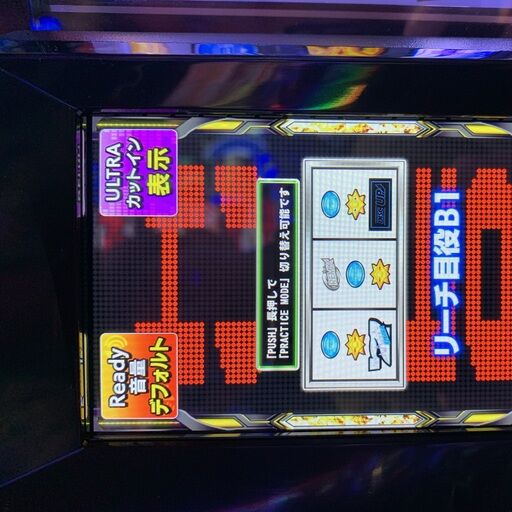 Ready
音量
デフォルト
ULTRA
カットイン
表示
「PUSH」長押しで
「PRACTICE MODE」切り替え可能です
DISC UP
リーチ目役B1